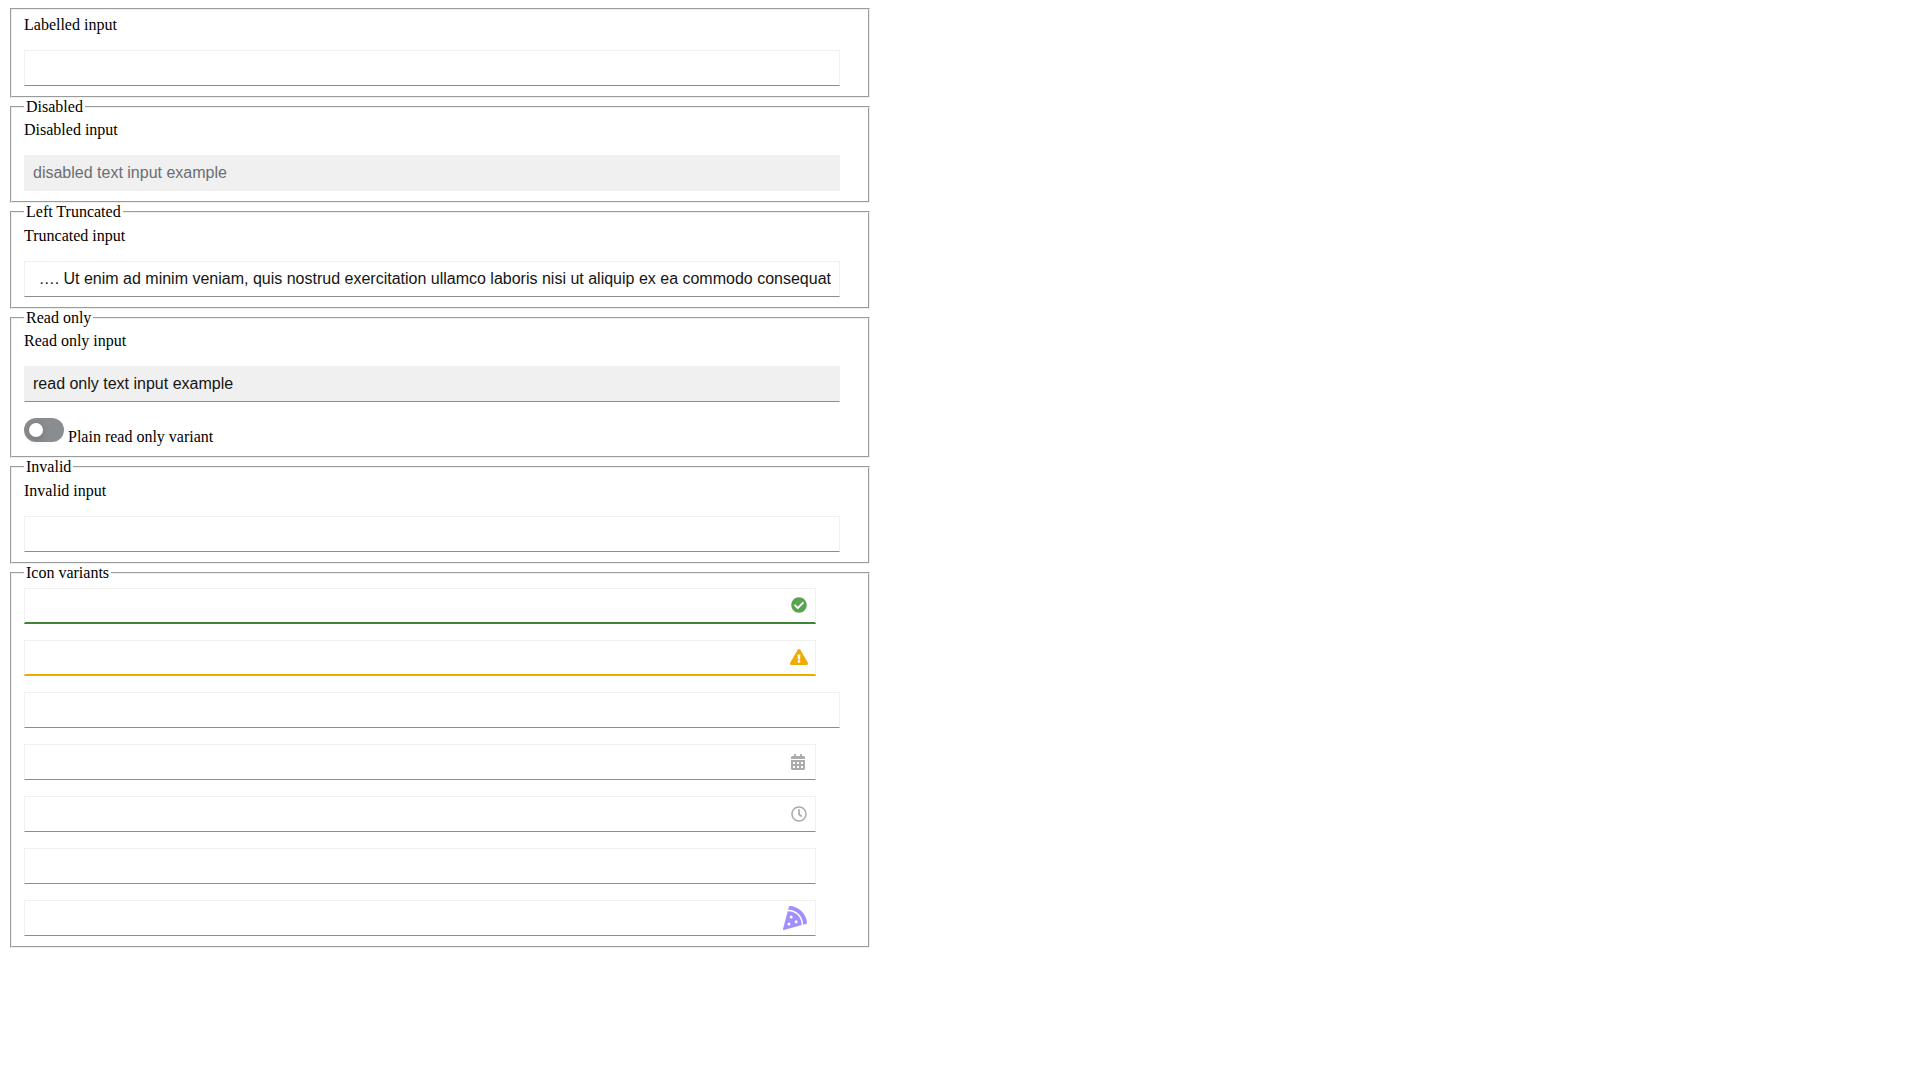 Labelled input
Disabled
Disabled input
disabled text input example
Left Truncated
Truncated input
.... Ut enim ad minim veniam, quis nostrud exercitation ullamco laboris nisi ut aliquip ex ea commodo consequat
Read only
Read only input
read only text input example
Plain read only variant
Invalid
Invalid input
Icon variants